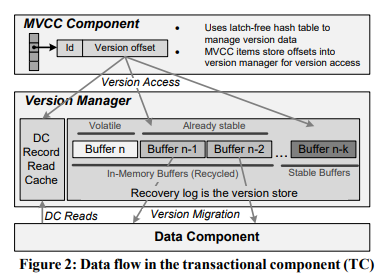 MVCC Component
• Uses latch-free hash table to
manage version data
• MVCC items store offsets into
version manager for version access
Id Version offset
Version Access
Version Manager
DC
Record
Read
Cache
Volatile Already stable
Buffer n Buffer n-1 Buffer n-2 ... Buffer n-k
In-Memory Buffers (Recycled) Stable Buffers
Recovery log is the version store
DC Reads Version Migration
Data Component
Figure 2: Data flow in the transactional component (TC)